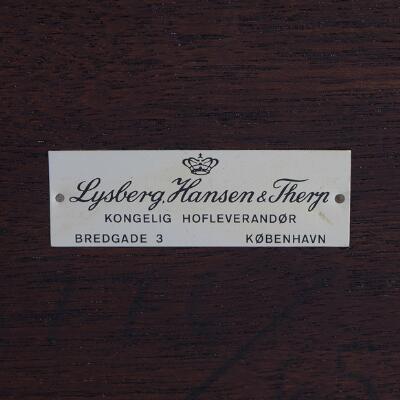 Lysberg, Hansen & Therp
KONGELIG HOFLEVERANDØR
BREDGADE 3 KØBENHAVN